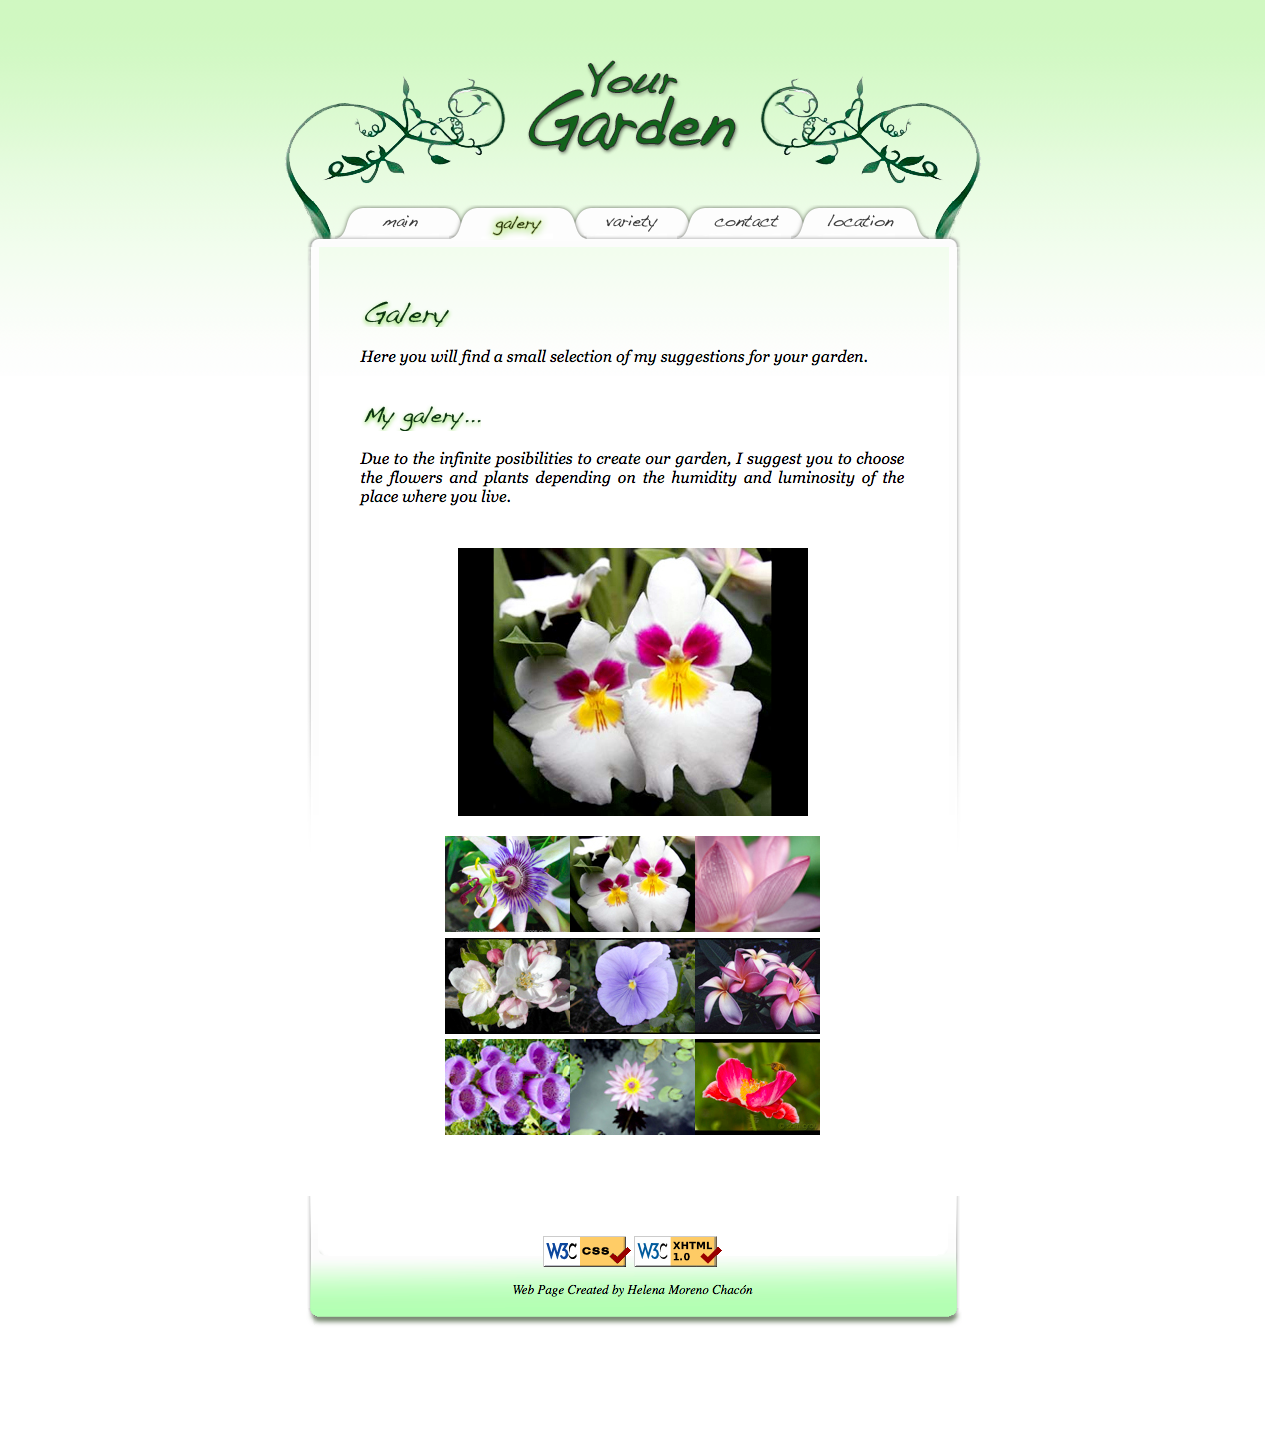 Your
Garden
main galery variety contact location
Galery
Here you will find a small selection of my suggestions for your garden.
My galery...
Due to the infinite posibilities to create our garden, I suggest you to choose
the flowers and plants depending on the humidity and luminosity of the
place where you live.
W3C css W3C XHTML
1.0
Web Page Created by Helena Moreno Chacón